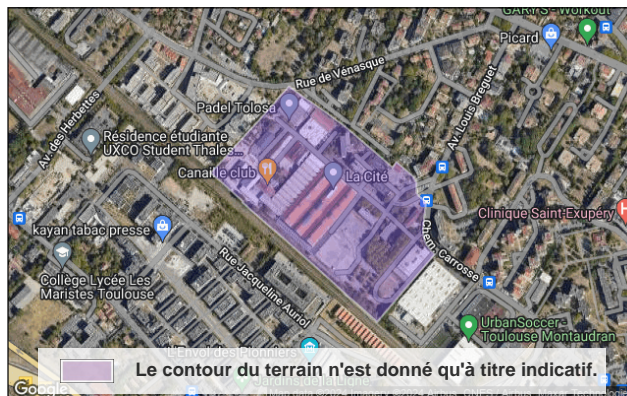 GARY'S - Workout
Picard
Rue de Vénasque
Padel Tolosa
Av. des Herbettes
Av. Louis Breguet
Résidence étudiante
UXCO Student Thales...
Canaille club
La Cité
Clinique Saint-Exupéry
kayan tabac presse
Chem. Carrosse
Rue Jacqueline Auriol
Collège Lycée Les
Maristes Toulouse
UrbanSoccer -
Toulouse Montaudran
L'Envol des Pionniers
Le contour du terrain n'est donné qu'à titre indicatif.
Jardins de la Ligne
Google